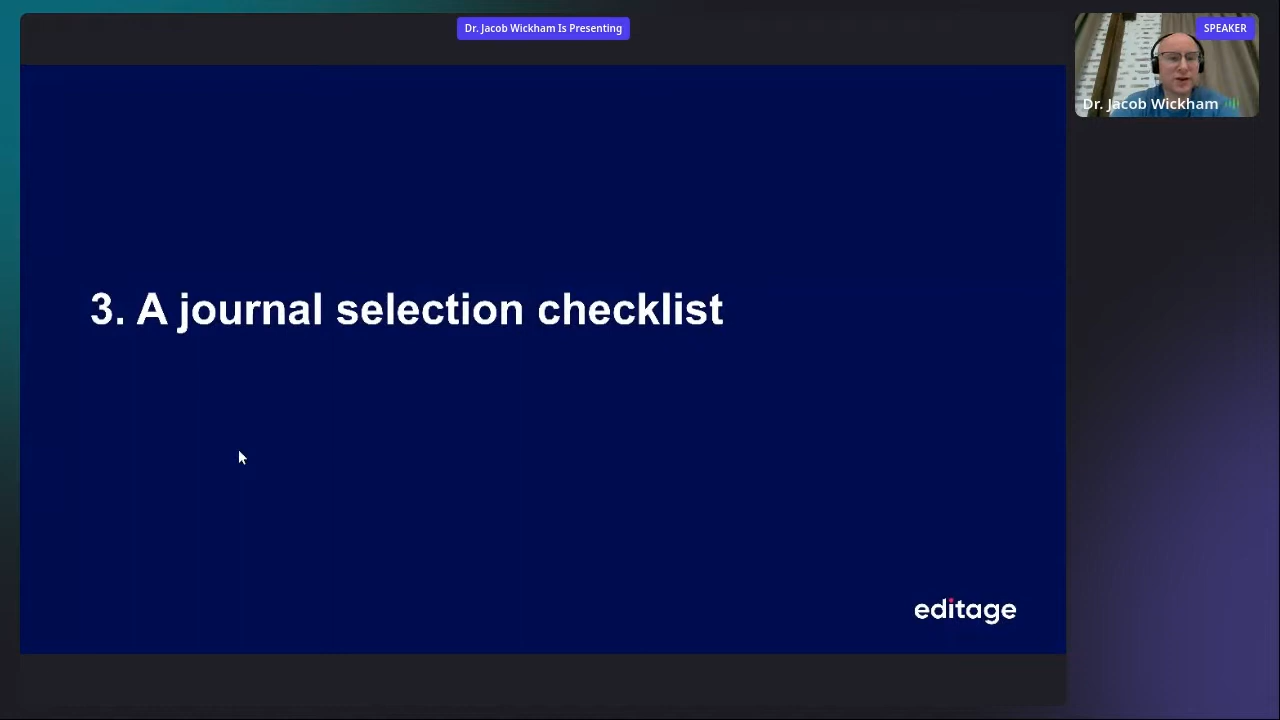 Dr. Jacob Wickham Is Presenting
SPEAKER
Dr. Jacob Wickham
3. A journal selection checklist
editage